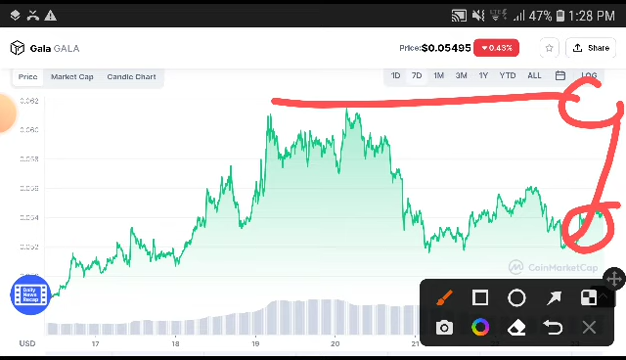 47% 1:28 PM
Gala GALA Price: $0.05495 ▼0.43% Share
Price Market Cap Candle Chart 1D 7D 1M 3M 1Y YTD ALL LOG
0.062
0.060
0.058
0.056
0.054
0.052
Daily
News
Recap
CoinMarketCap
USD 17 18 19 20 21 22 23